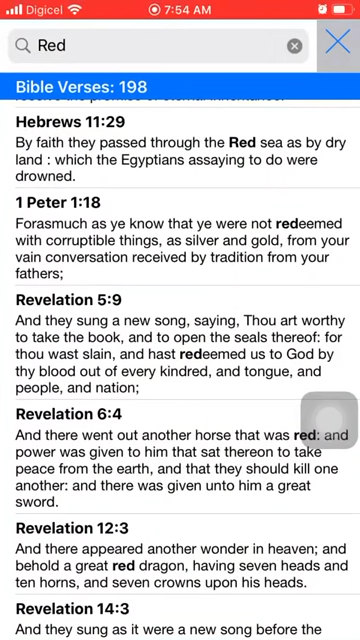 Digicel 7:54 AM
Red
Bible Verses: 198
receive the promise of eternal inheritance.
Hebrews 11:29
By faith they passed through the Red sea as by dry
land : which the Egyptians assaying to do were
drowned.
1 Peter 1:18
Forasmuch as ye know that ye were not redeemed
with corruptible things, as silver and gold, from your
vain conversation received by tradition from your
fathers;
Revelation 5:9
And they sung a new song, saying, Thou art worthy
to take the book, and to open the seals thereof: for
thou wast slain, and hast redeemed us to God by
thy blood out of every kindred, and tongue, and
people, and nation;
Revelation 6:4
And there went out another horse that was red: and
power was given to him that sat thereon to take
peace from the earth, and that they should kill one
another: and there was given unto him a great
sword.
Revelation 12:3
And there appeared another wonder in heaven; and
behold a great red dragon, having seven heads and
ten horns, and seven crowns upon his heads.
Revelation 14:3
And they sung as it were a new song before the